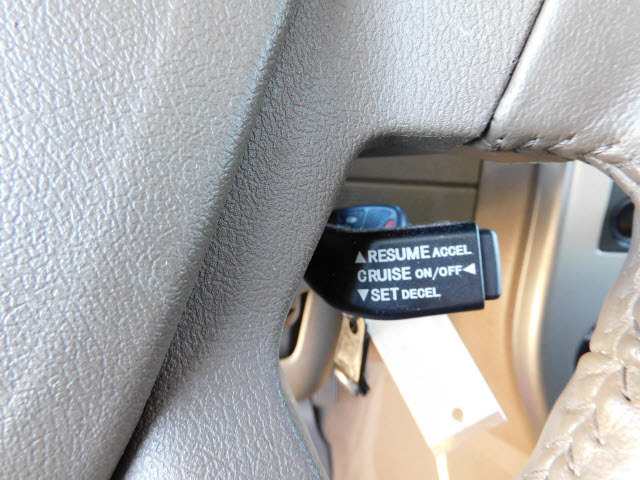 ▲RESUME ACCEL
CRUISE ON/OFF◄
▼SET DECEL